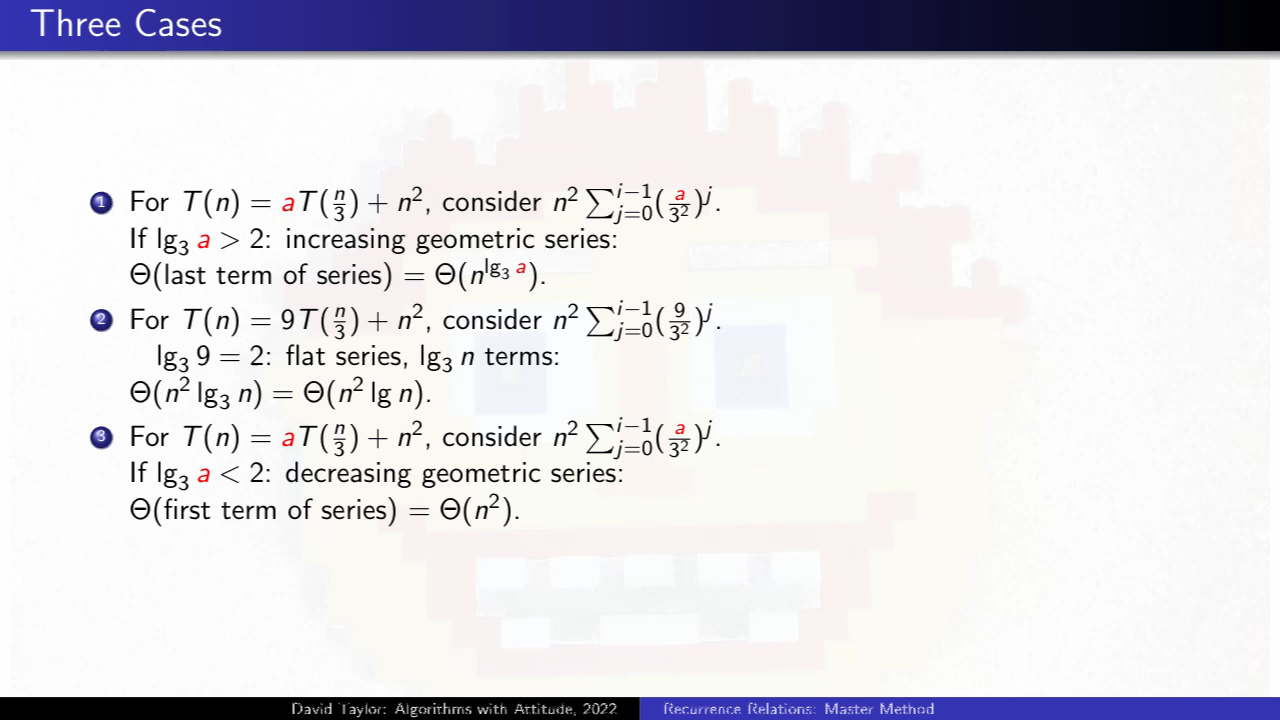 Three Cases
1 For T(n) = aT(n/3) + n², consider n² ∑_{j=0}^{i−1}(a/3²)^j.
If lg₃ a > 2: increasing geometric series:
Θ(last term of series) = Θ(n^{lg₃ a}).
2 For T(n) = 9T(n/3) + n², consider n² ∑_{j=0}^{i−1}(9/3²)^j.
lg₃ 9 = 2: flat series, lg₃ n terms:
Θ(n² lg₃ n) = Θ(n² lg n).
3 For T(n) = aT(n/3) + n², consider n² ∑_{j=0}^{i−1}(a/3²)^j.
If lg₃ a < 2: decreasing geometric series:
Θ(first term of series) = Θ(n²).
David Taylor: Algorithms with Attitude, 2022 Recurrence Relations: Master Method